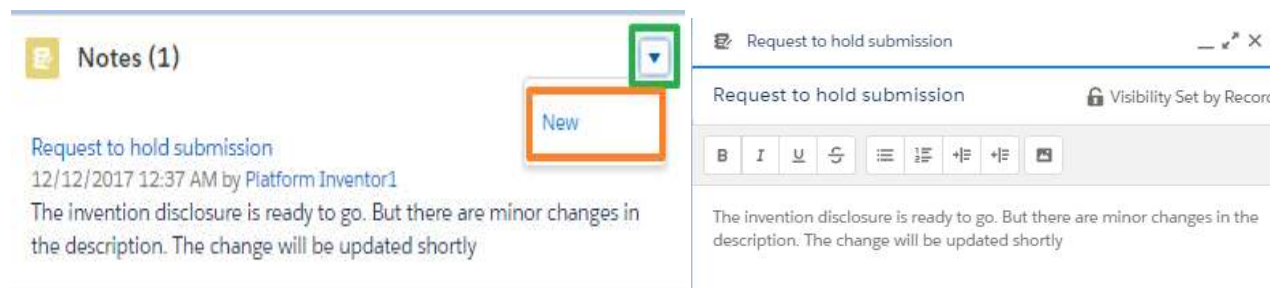 Notes (1)
New
Request to hold submission
12/12/2017 12:37 AM by Platform Inventor1
The invention disclosure is ready to go. But there are minor changes in
the description. The change will be updated shortly
Request to hold submission
Request to hold submission
Visibility Set by Record
B I U S
The invention disclosure is ready to go. But there are minor changes in the
description. The change will be updated shortly